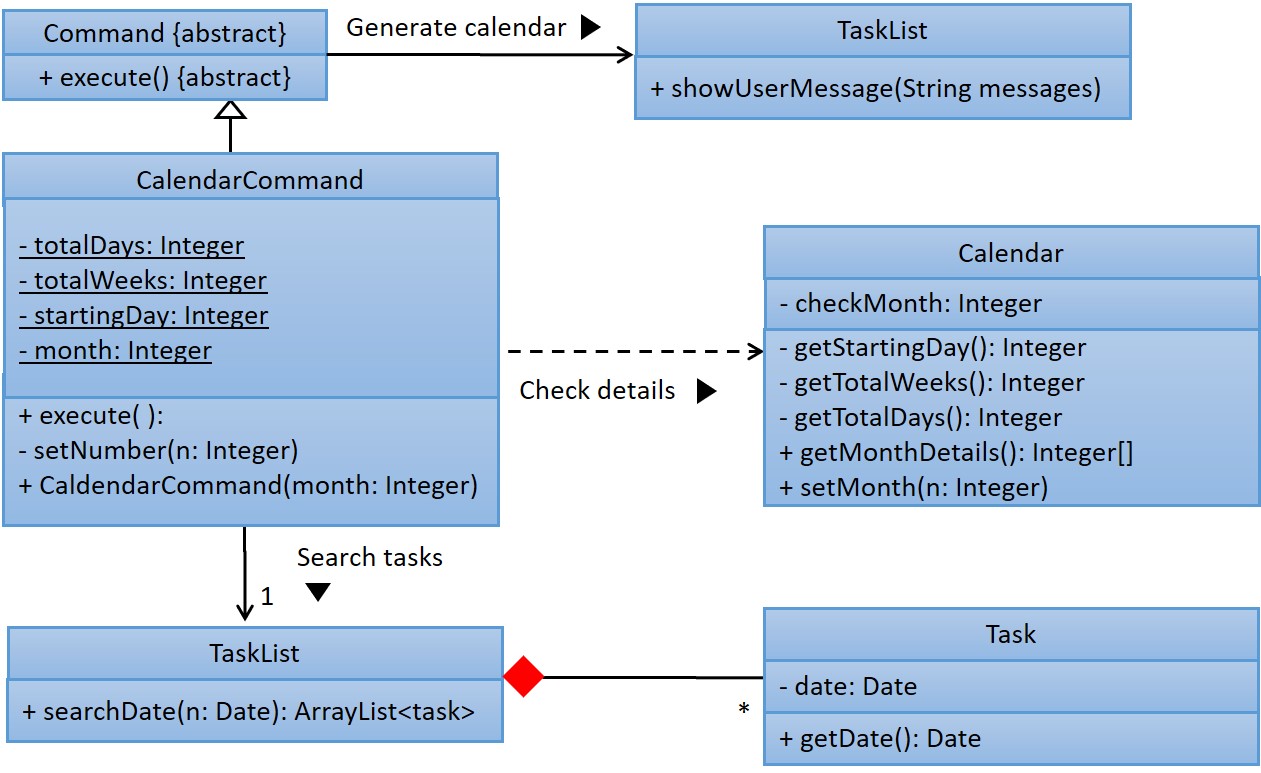 Command {abstract}
+ execute() {abstract}
Generate calendar
TaskList
+ showUserMessage(String messages)
CalendarCommand
- totalDays: Integer
- totalWeeks: Integer
- startingDay: Integer
- month: Integer
+ execute( ):
- setNumber(n: Integer)
+ CaldendarCommand(month: Integer)
Check details
Calendar
- checkMonth: Integer
- getStartingDay(): Integer
- getTotalWeeks(): Integer
- getTotalDays(): Integer
+ getMonthDetails(): Integer[]
+ setMonth(n: Integer)
Search tasks
1
TaskList
+ searchDate(n: Date): ArrayList<task>
*
Task
- date: Date
+ getDate(): Date